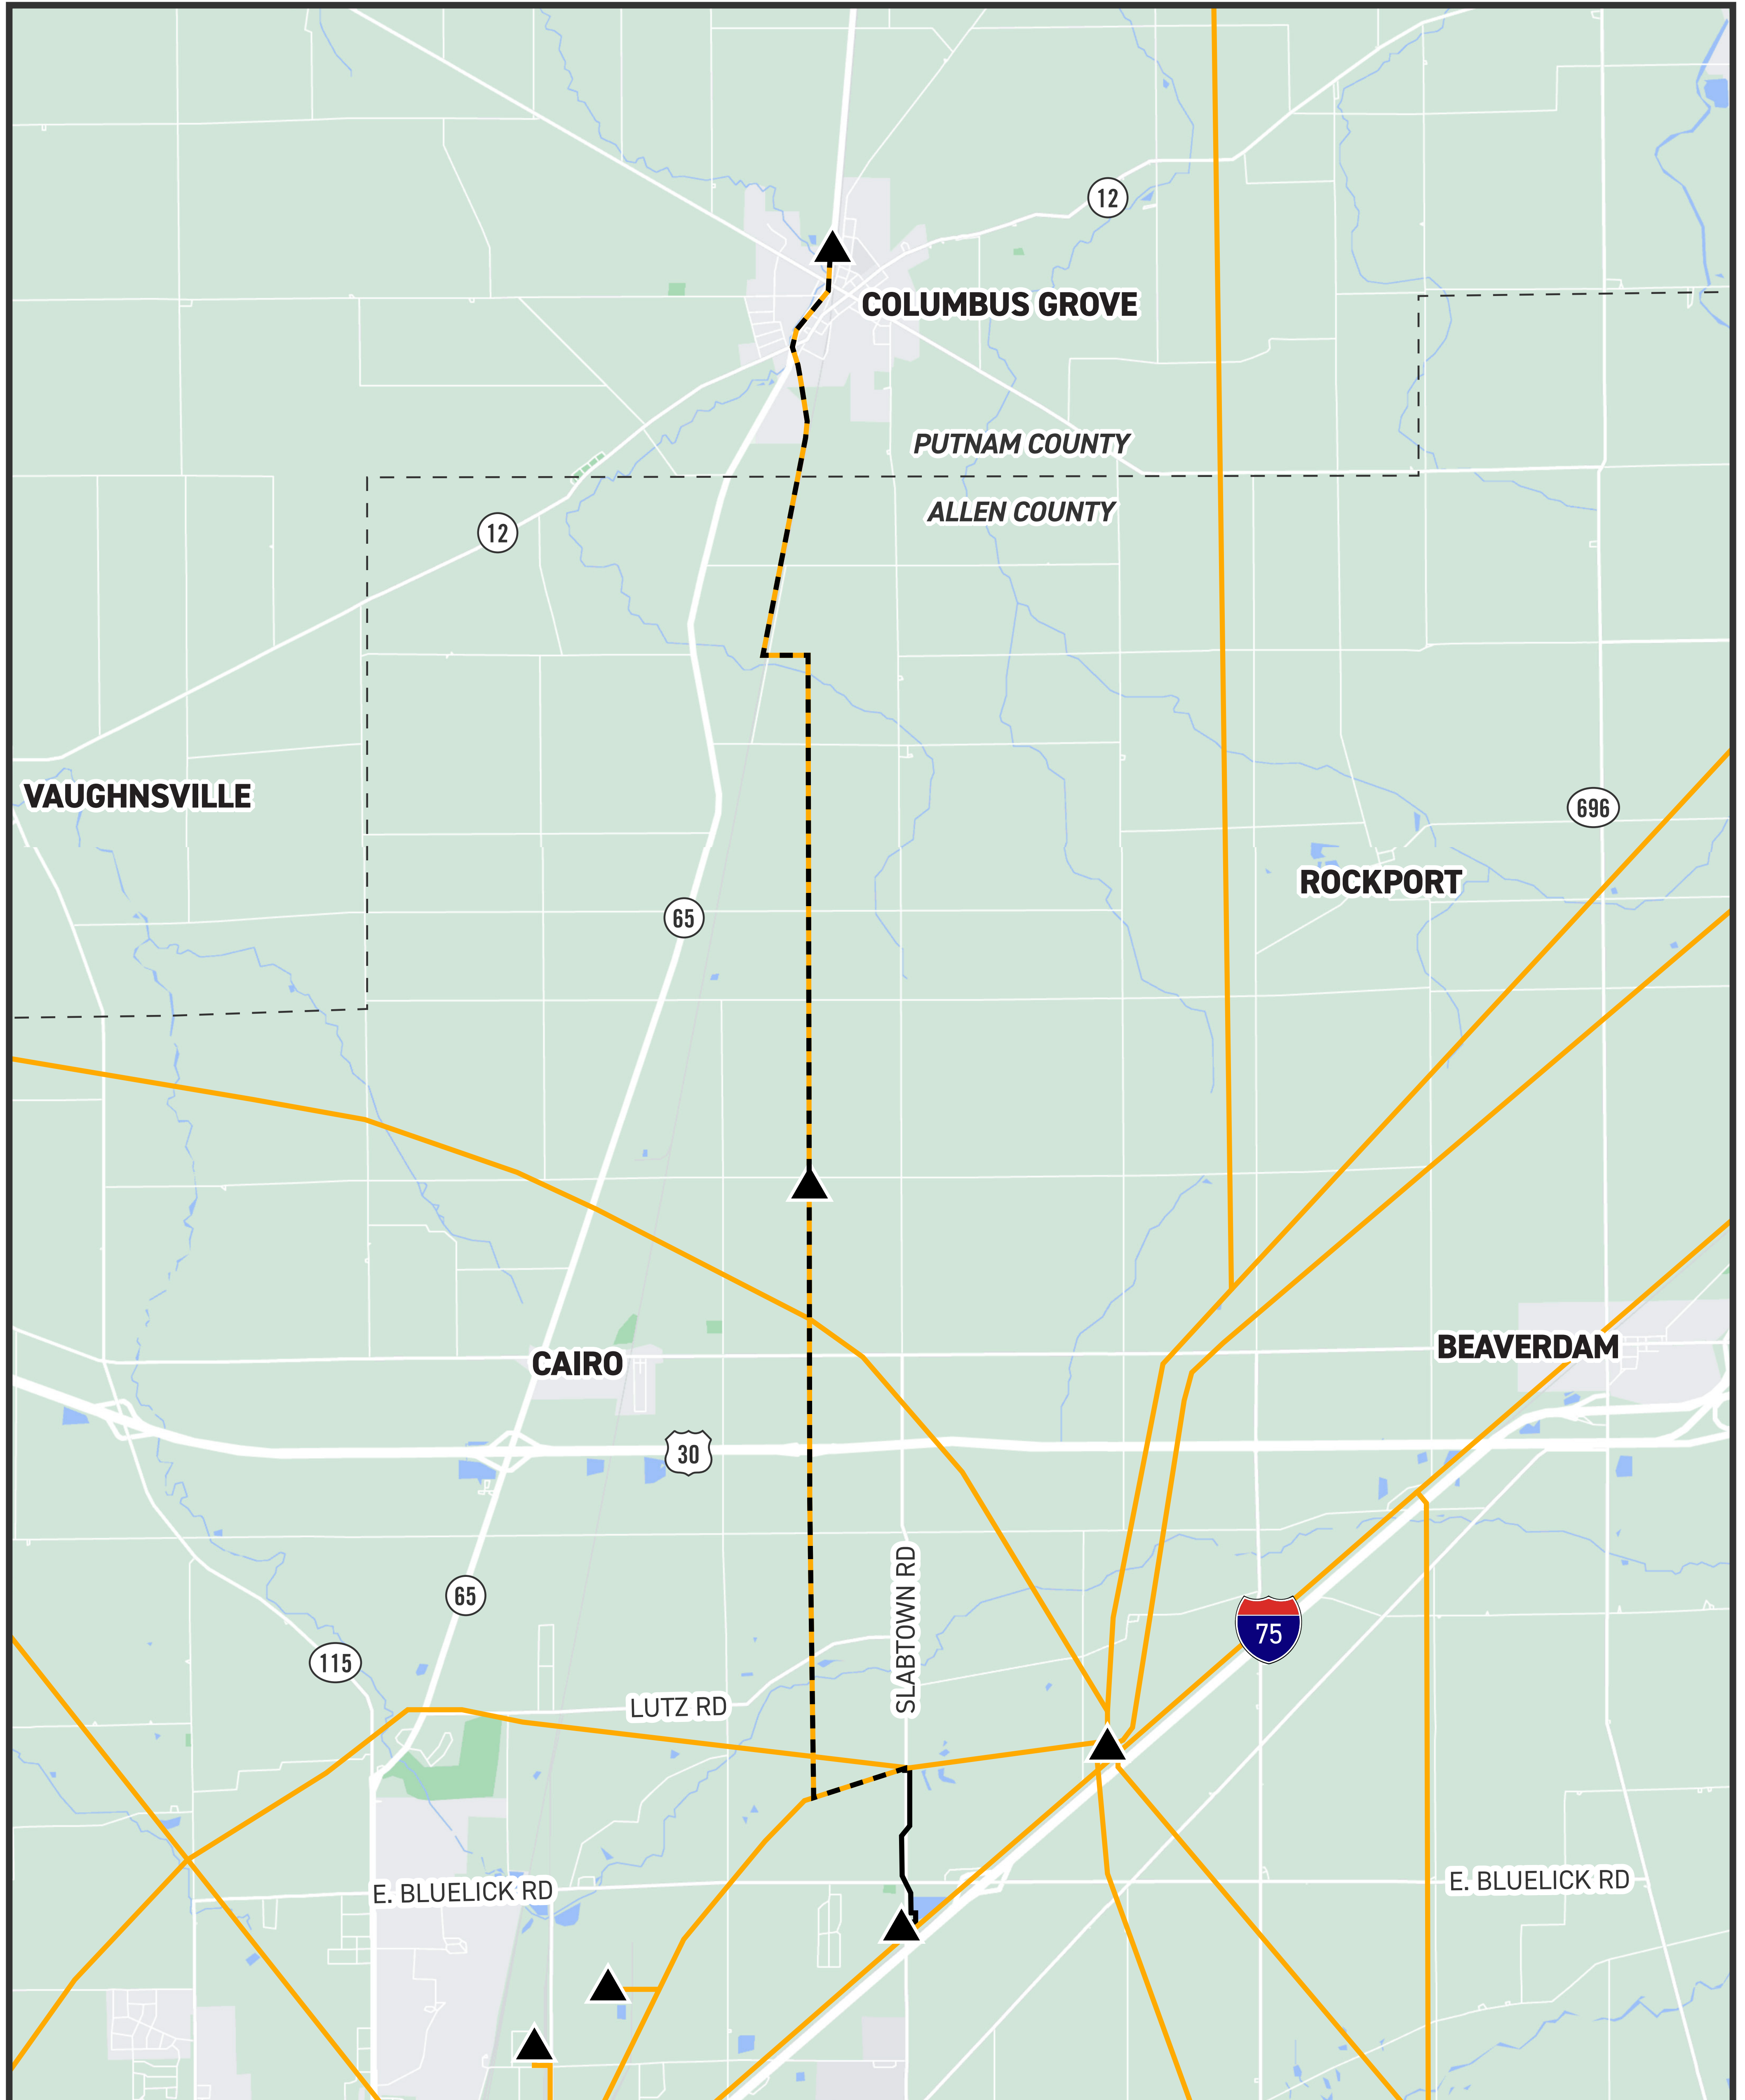 12
COLUMBUS GROVE
PUTNAM COUNTY
ALLEN COUNTY
12
VAUGHNSVILLE
696
ROCKPORT
65
BEAVERDAM
CAIRO
30
SLABTOWN RD
65
75
115
LUTZ RD
E. BLUELICK RD
E. BLUELICK RD